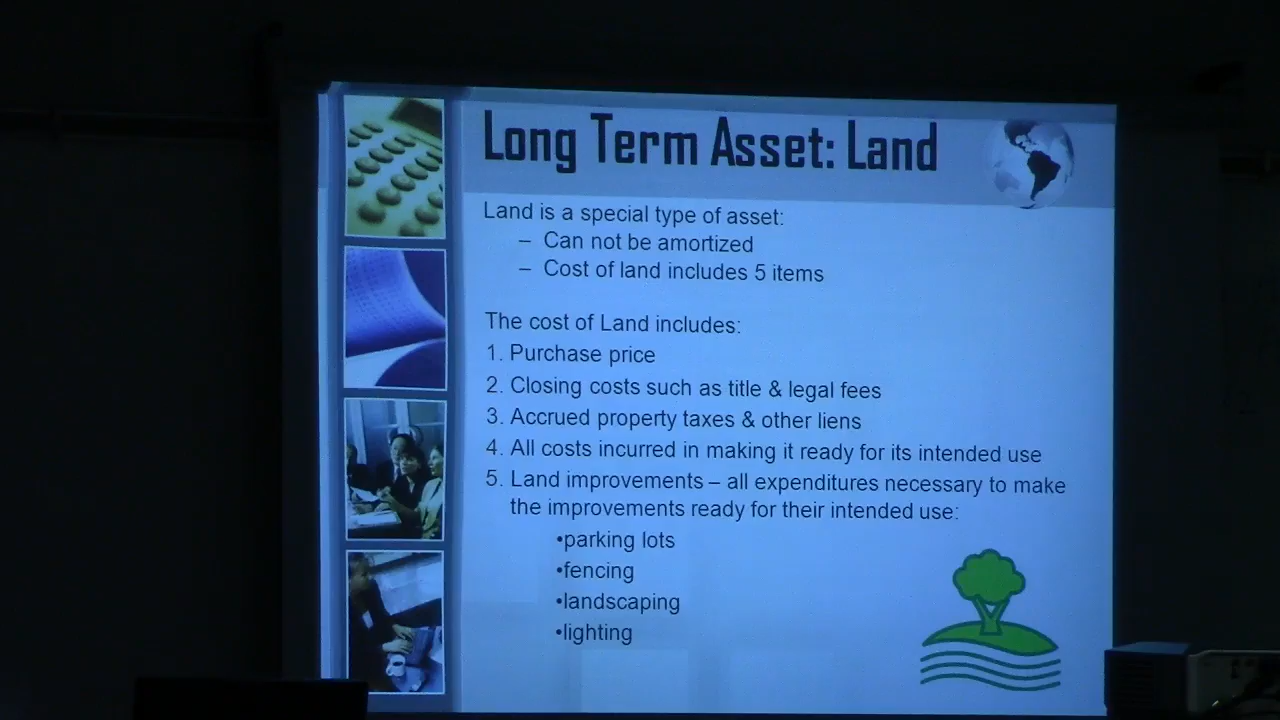 Long Term Asset: Land
Land is a special type of asset:
– Can not be amortized
– Cost of land includes 5 items
The cost of Land includes:
1. Purchase price
2. Closing costs such as title & legal fees
3. Accrued property taxes & other liens
4. All costs incurred in making it ready for its intended use
5. Land improvements – all expenditures necessary to make
the improvements ready for their intended use:
•parking lots
•fencing
•landscaping
•lighting